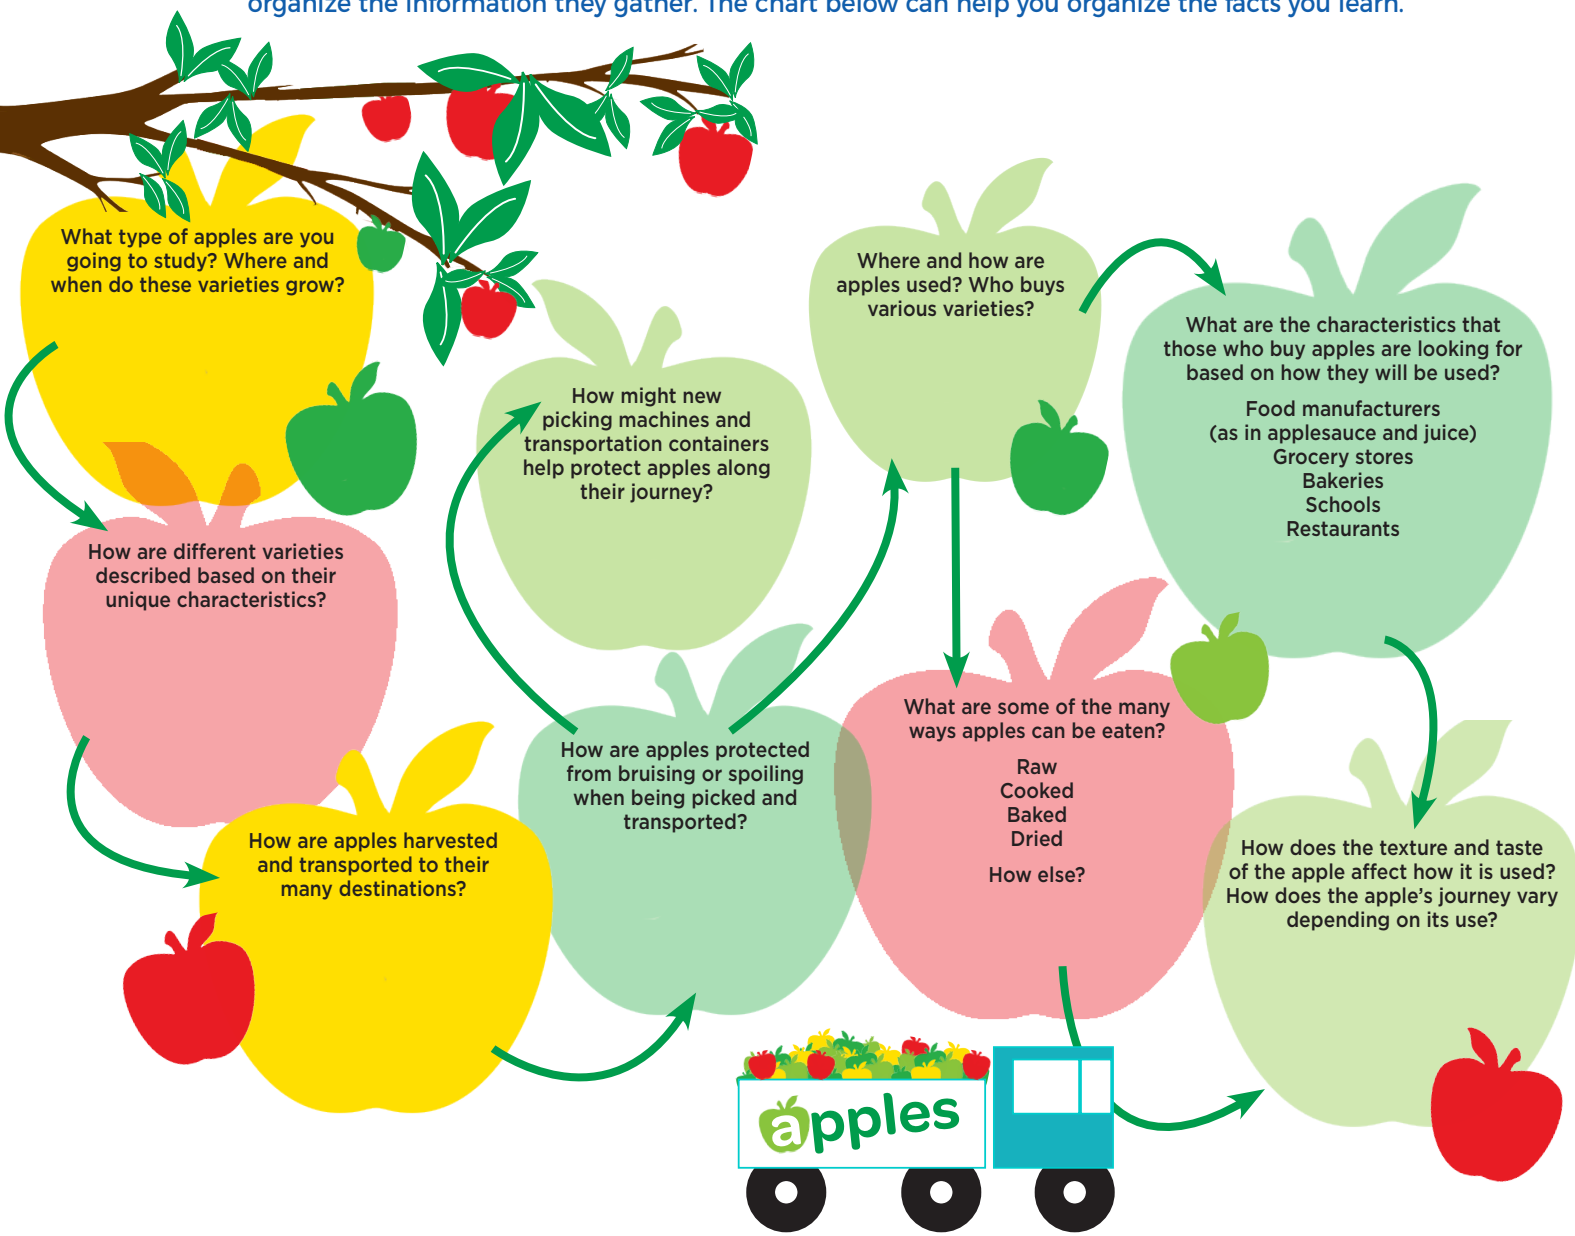 organize the information they gather. The chart below can help you organize the facts you learn.
What type of apples are you
going to study? Where and
when do these varieties grow?
How are different varieties
described based on their
unique characteristics?
How are apples harvested
and transported to their
many destinations?
How are apples protected
from bruising or spoiling
when being picked and
transported?
How might new
picking machines and
transportation containers
help protect apples along
their journey?
Where and how are
apples used? Who buys
various varieties?
What are the characteristics that
those who buy apples are looking for
based on how they will be used?
Food manufacturers
(as in applesauce and juice)
Grocery stores
Bakeries
Schools
Restaurants
What are some of the many
ways apples can be eaten?
Raw
Cooked
Baked
Dried
How else?
How does the texture and taste
of the apple affect how it is used?
How does the apple’s journey vary
depending on its use?
apples